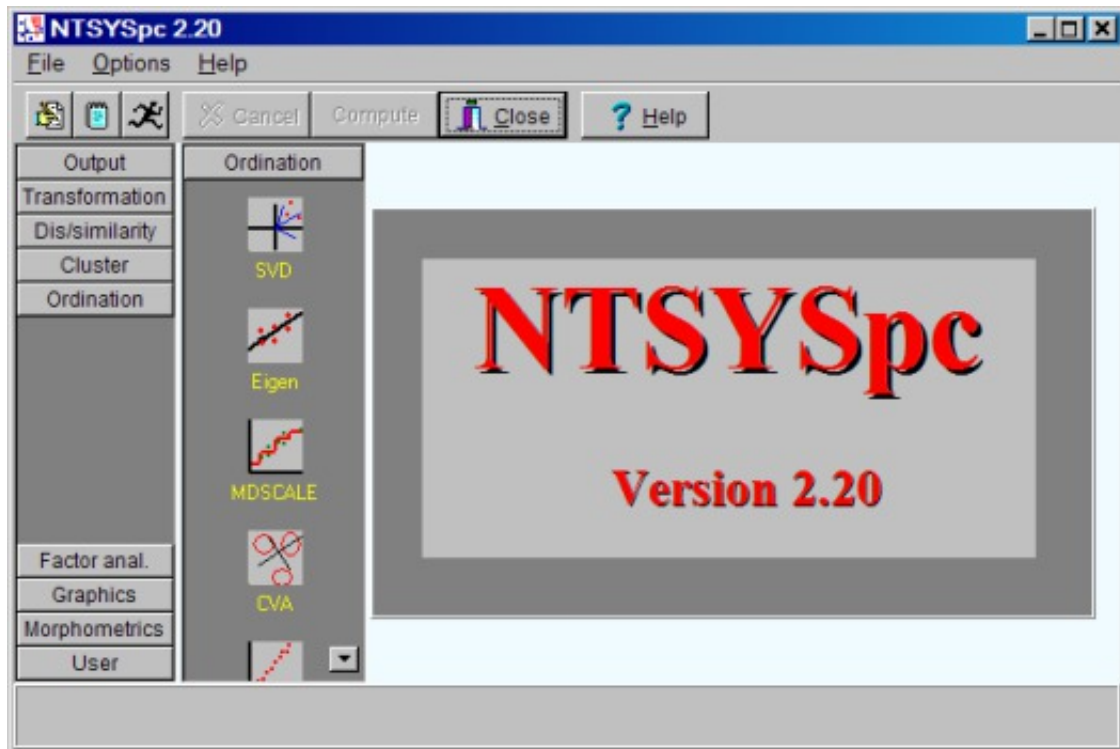 NTSYSpc 2.20
File Options Help
Cancel Compute Close Help
Output
Transformation
Dis/similarity
Cluster
Ordination
Factor anal.
Graphics
Morphometrics
User
Ordination
SVD
Eigen
MDSCALE
CVA
NTSYSpc
Version 2.20